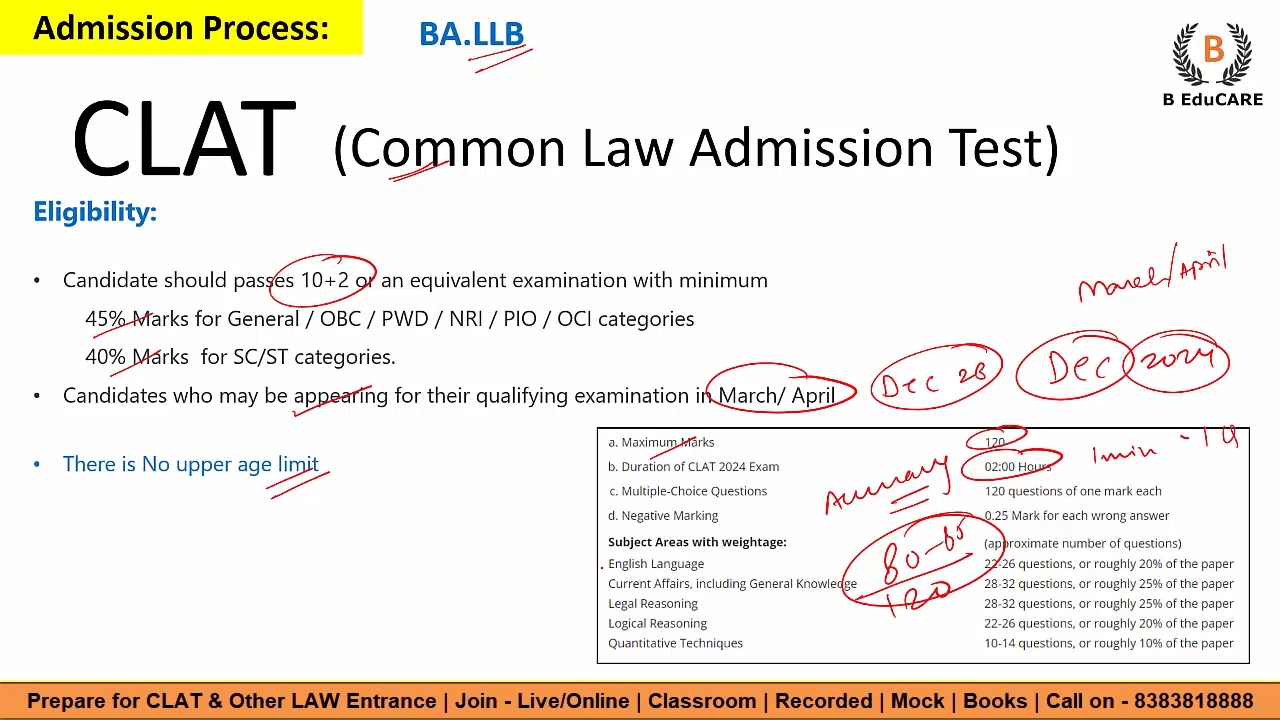 Admission Process:
BA.LLB
B
B EduCARE
CLAT (Common Law Admission Test)
Eligibility:
• Candidate should passes 10+2 or an equivalent examination with minimum
45% Marks for General / OBC / PWD / NRI / PIO / OCI categories
40% Marks for SC/ST categories.
• Candidates who may be appearing for their qualifying examination in March/ April
March/April
Dec 2024
• There is No upper age limit
a. Maximum Marks 120
b. Duration of CLAT 2024 Exam 02:00 Hours
1min - 1Q
c. Multiple-Choice Questions 120 questions of one mark each
d. Negative Marking 0.25 Mark for each wrong answer
Subject Areas with weightage: (approximate number of questions)
English Language 22-26 questions, or roughly 20% of the paper
Current Affairs, including General Knowledge 28-32 questions, or roughly 25% of the paper
Legal Reasoning 28-32 questions, or roughly 25% of the paper
Logical Reasoning 22-26 questions, or roughly 20% of the paper
Quantitative Techniques 10-14 questions, or roughly 10% of the paper
120
Prepare for CLAT & Other LAW Entrance | Join - Live/Online | Classroom | Recorded | Mock | Books | Call on - 8383818888